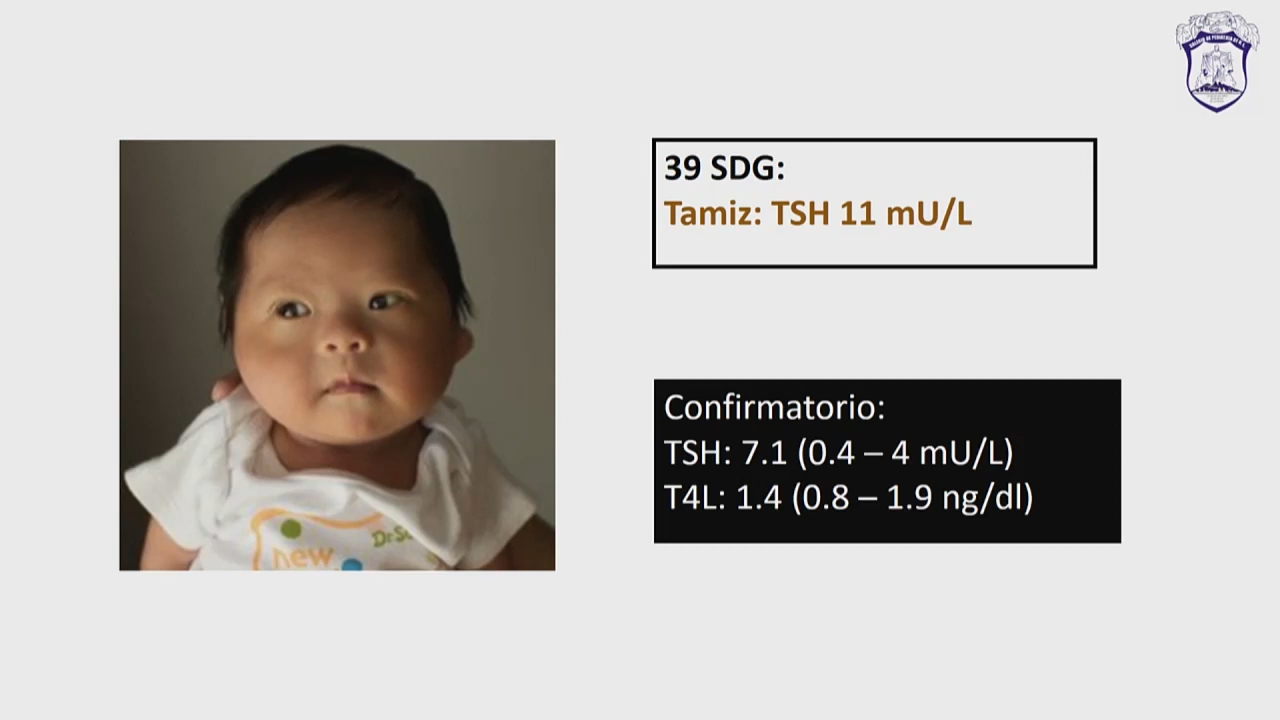 39 SDG:
Tamiz: TSH 11 mU/L
Confirmatorio:
TSH: 7.1 (0.4 – 4 mU/L)
T4L: 1.4 (0.8 – 1.9 ng/dl)
new